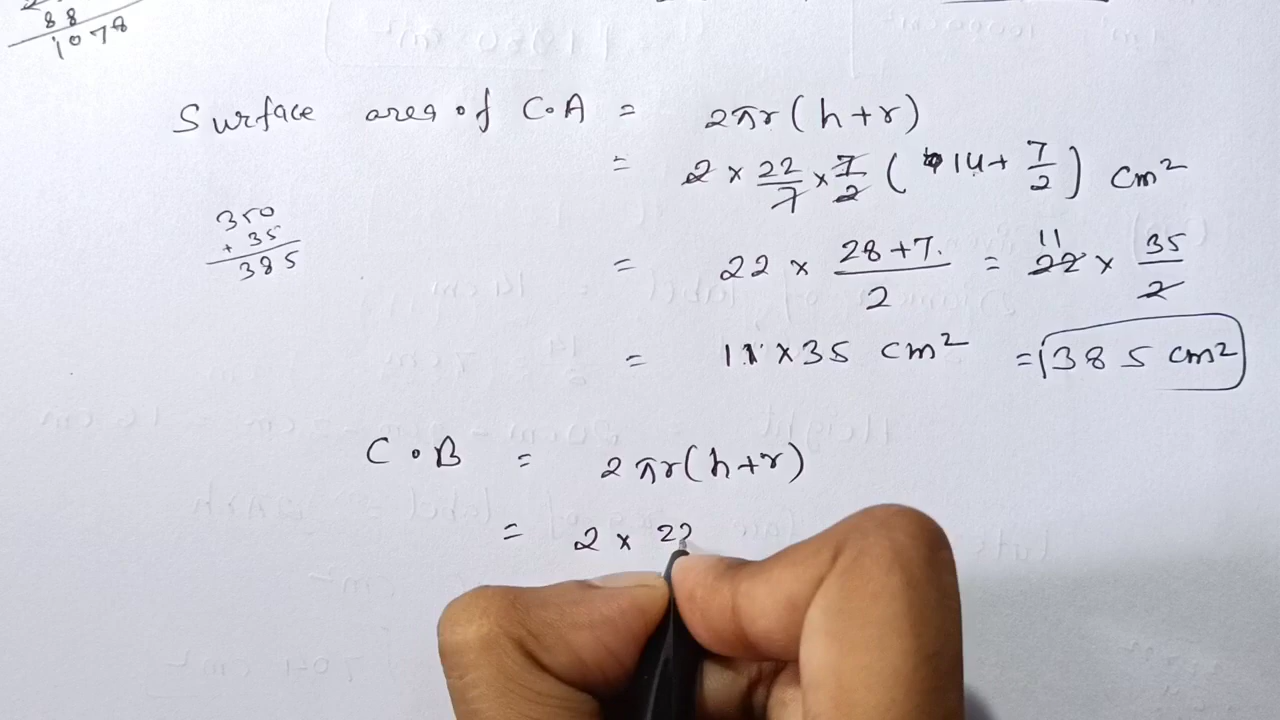 88
1078
Surface area of C.A = 2πr(h+r)
= 2 × 22/7 × 7/2 ( 14 + 7/2 ) cm²
350
+ 35
385
= 22 × 28+7./2 = 11 22 × 35/2
= 11 × 35 cm² = 385 cm²
C.B = 2πr(h+r)
= 2 × 22